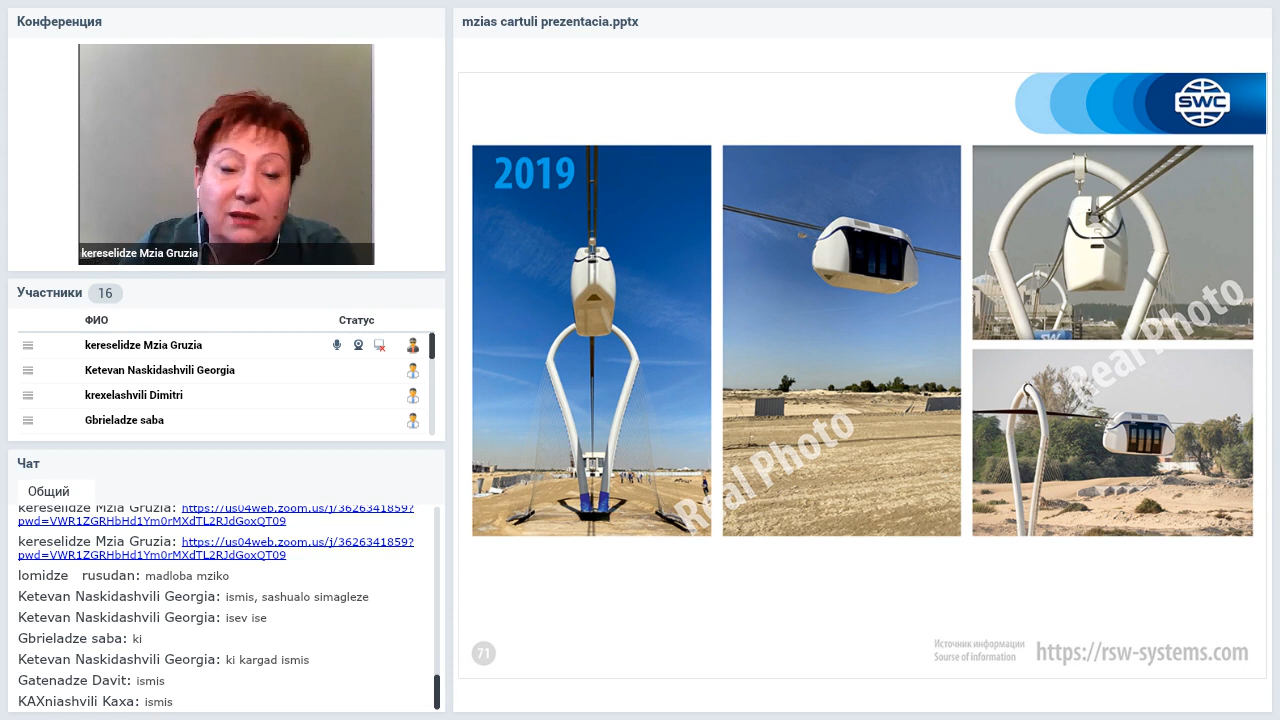 Конференция
kereselidze Mzia Gruzia
Участники 16
ФИО Статус
kereselidze Mzia Gruzia
Ketevan Naskidashvili Georgia
krexelashvili Dimitri
Gbrieladze saba
Чат
Общий
kereselidze Mzia Gruzia: https://us04web.zoom.us/j/3626341859?
pwd=VWR1ZGRHbHd1Ym0rMXdTL2RJdGoxQT09
kereselidze Mzia Gruzia: https://us04web.zoom.us/j/3626341859?
pwd=VWR1ZGRHbHd1Ym0rMXdTL2RJdGoxQT09
lomidze rusudan: madloba mziko
Ketevan Naskidashvili Georgia: ismis, sashualo simagleze
Ketevan Naskidashvili Georgia: isev ise
Gbrieladze saba: ki
Ketevan Naskidashvili Georgia: ki kargad ismis
Gatenadze Davit: ismis
KAXniashvili Kaxa: ismis
mzias cartuli prezentacia.pptx
SWC
2019
Real Photo
Real Photo
71
Источник информации
Sourse of information
https://rsw-systems.com